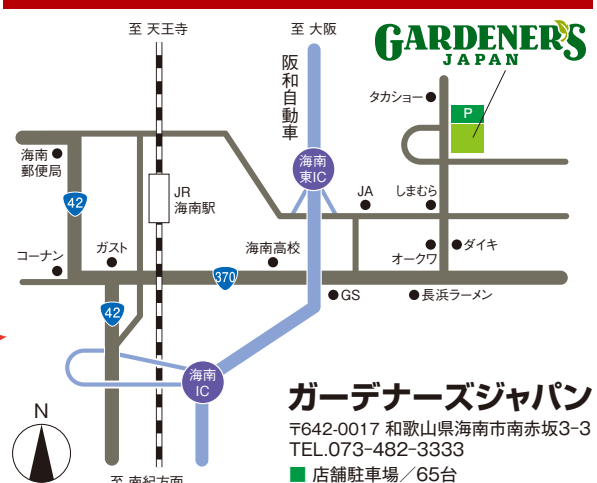 至 天王寺
至 大阪
GARDENER'S
JAPAN
阪和自動車
タカショー
P
海南
郵便局
海南
東IC
42
JR
海南駅
JA
しまむら
コーナン
ガスト
海南高校
オークワ
ダイキ
370
GS
長浜ラーメン
42
海南
IC
ガーデナーズジャパン
〒642-0017 和歌山県海南市南赤坂3-3
TEL.073-482-3333
店舗駐車場／65台
N
至 南紀方面